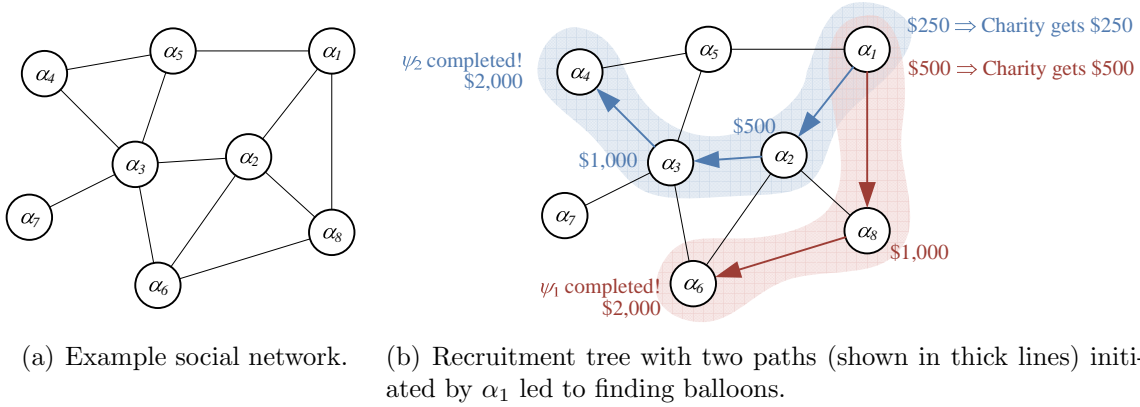 α5
α1
α4
α3
α2
α7
α8
α6
(a) Example social network.
$250 ⇒ Charity gets $250
α5
α1
ψ2 completed!
$2,000
α4
$500 ⇒ Charity gets $500
$500
$1,000
α3
α2
α7
α8
$1,000
ψ1 completed!
$2,000
α6
(b) Recruitment tree with two paths (shown in thick lines) initi-
ated by α1 led to finding balloons.